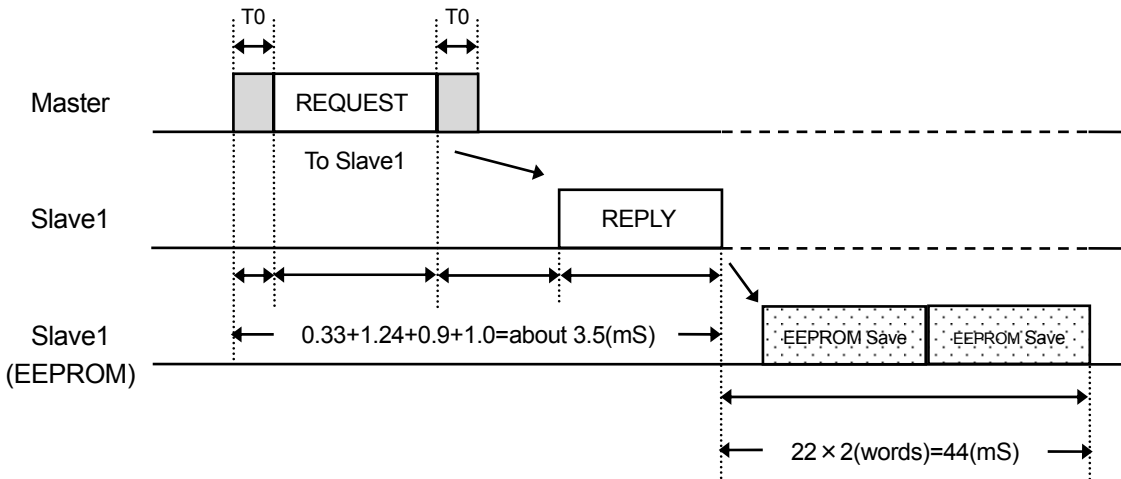 T0 T0
Master REQUEST
To Slave1
Slave1 REPLY
0.33+1.24+0.9+1.0=about 3.5(mS)
Slave1
(EEPROM)
EEPROM Save EEPROM Save
22×2(words)=44(mS)